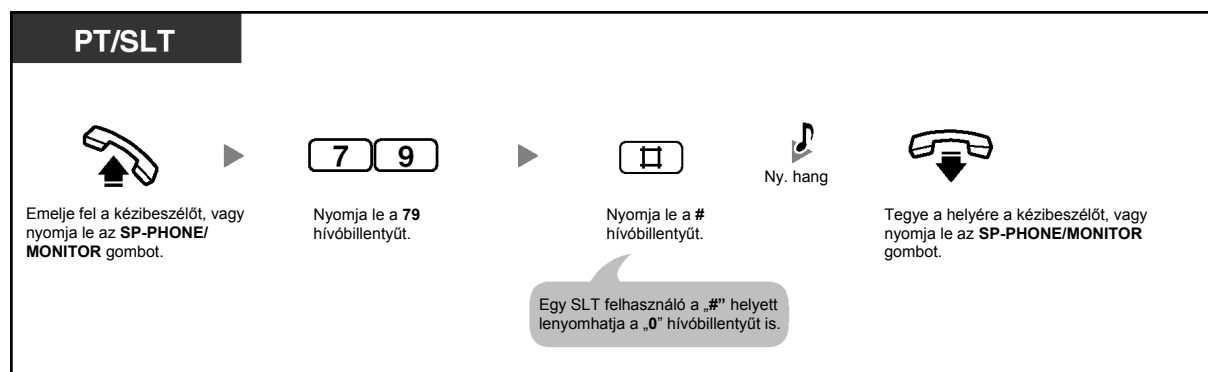 PT/SLT
7 9 #
Ny. hang
Emelje fel a kézibeszélőt, vagy
nyomja le az SP-PHONE/
MONITOR gombot.
Nyomja le a 79
hívóbillentyűt.
Nyomja le a #
hívóbillentyűt.
Tegye a helyére a kézibeszélőt, vagy
nyomja le az SP-PHONE/MONITOR
gombot.
Egy SLT felhasználó a „#” helyett
lenyomhatja a „0” hívóbillentyűt is.